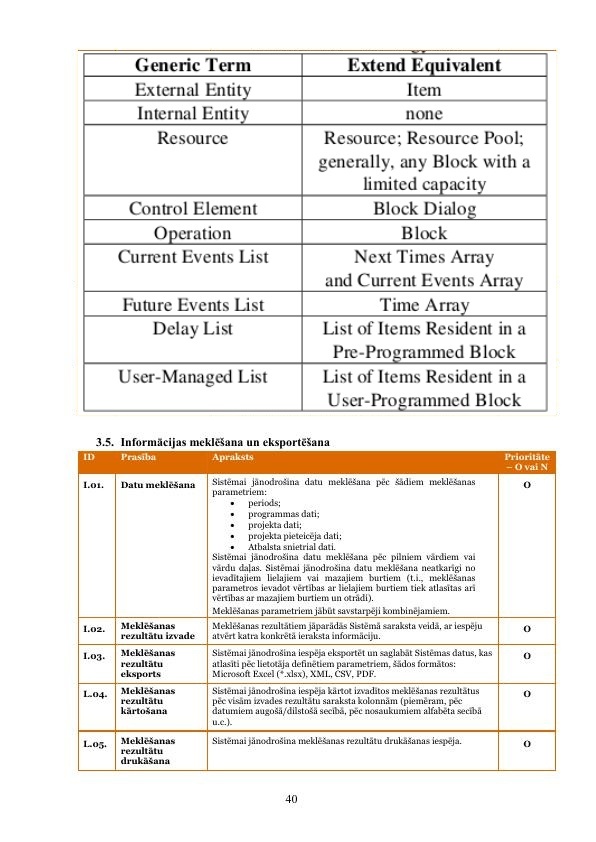 Generic Term Extend Equivalent
External Entity Item
Internal Entity none
Resource Resource; Resource Pool;
generally, any Block with a
limited capacity
Control Element Block Dialog
Operation Block
Current Events List Next Times Array
and Current Events Array
Future Events List Time Array
Delay List List of Items Resident in a
Pre-Programmed Block
User-Managed List List of Items Resident in a
User-Programmed Block
3.5. Informācijas meklēšana un eksportēšana
ID Prasība Apraksts Prioritāte
– O vai N
I.01. Datu meklēšana Sistēmai jānodrošina datu meklēšana pēc šādiem meklēšanas O
parametriem:
• periods;
• programmas dati;
• projekta dati;
• projekta pieteicēja dati;
• Atbalsta snietrial dati.
Sistēmai jānodrošina datu meklēšana pēc pilniem vārdiem vai
vārdu daļas. Sistēmai jānodrošina datu meklēšana neatkarīgi no
ievadītajiem lielajiem vai mazajiem burtiem (t.i., meklēšanas
parametros ievadot vērtības ar lielajiem burtiem tiek atlasītas arī
vērtības ar mazajiem burtiem un otrādi).
Meklēšanas parametriem jābūt savstarpēji kombinējamiem.
I.02. Meklēšanas Meklēšanas rezultātiem jāparādās Sistēmā saraksta veidā, ar iespēju O
rezultātu izvade atvērt katra konkrētā ieraksta informāciju.
I.03. Meklēšanas Sistēmai jānodrošina iespēja eksportēt un saglabāt Sistēmas datus, kas O
rezultātu atlasīti pēc lietotāja definētiem parametriem, šādos formātos:
eksports Microsoft Excel (*.xlsx), XML, CSV, PDF.
L.04. Meklēšanas Sistēmai jānodrošina iespēja kārtot izvadītos meklēšanas rezultātus O
rezultātu pēc visām izvades rezultātu saraksta kolonnām (piemēram, pēc
kārtošana datumiem augošā/dilstošā secībā, pēc nosaukumiem alfabēta secībā
u.c.).
L.05. Meklēšanas Sistēmai jānodrošina meklēšanas rezultātu drukāšanas iespēja. O
rezultātu
drukāšana
40